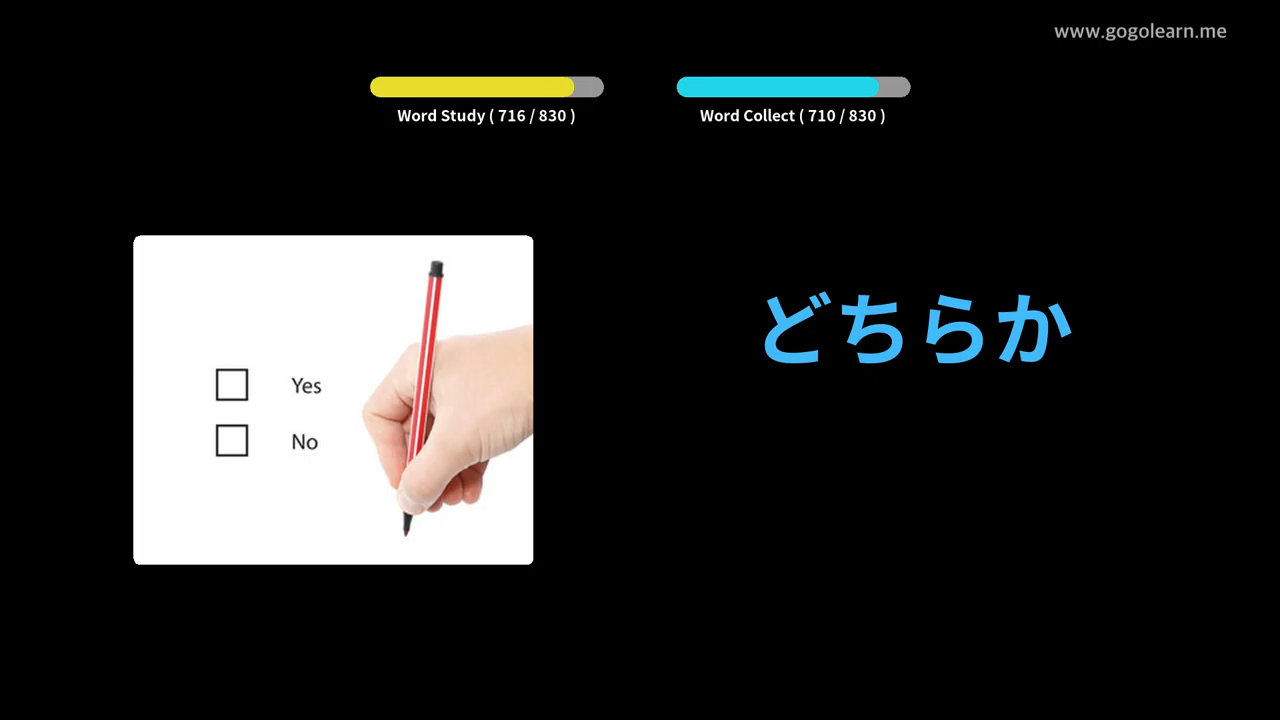 www.gogolearn.me
Word Study ( 716 / 830 )
Word Collect ( 710 / 830 )
どちらか
Yes
No